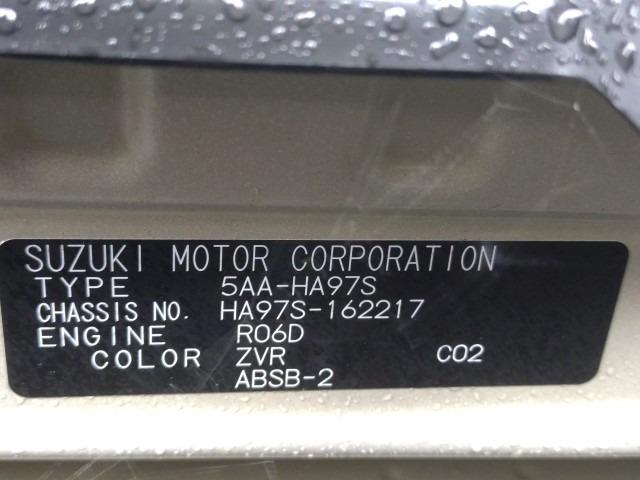 SUZUKI MOTOR CORPORATION
TYPE 5AA-HA97S
CHASSIS NO. HA97S-162217
ENGINE R06D
COLOR ZVR C02
ABSB-2